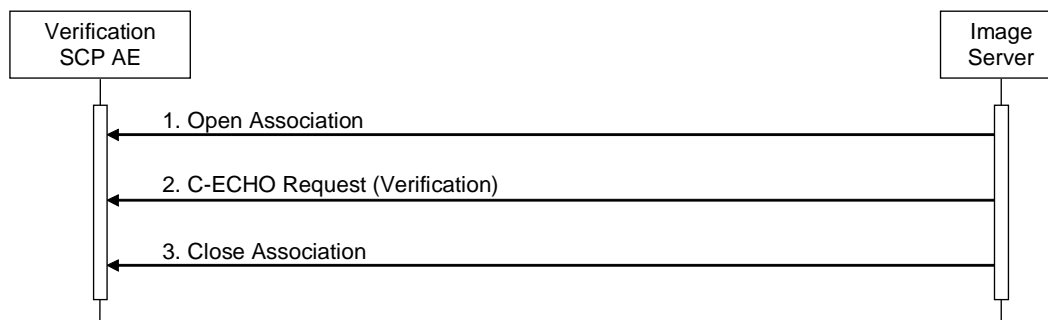 Verification
SCP AE
Image
Server
1. Open Association
2. C-ECHO Request (Verification)
3. Close Association